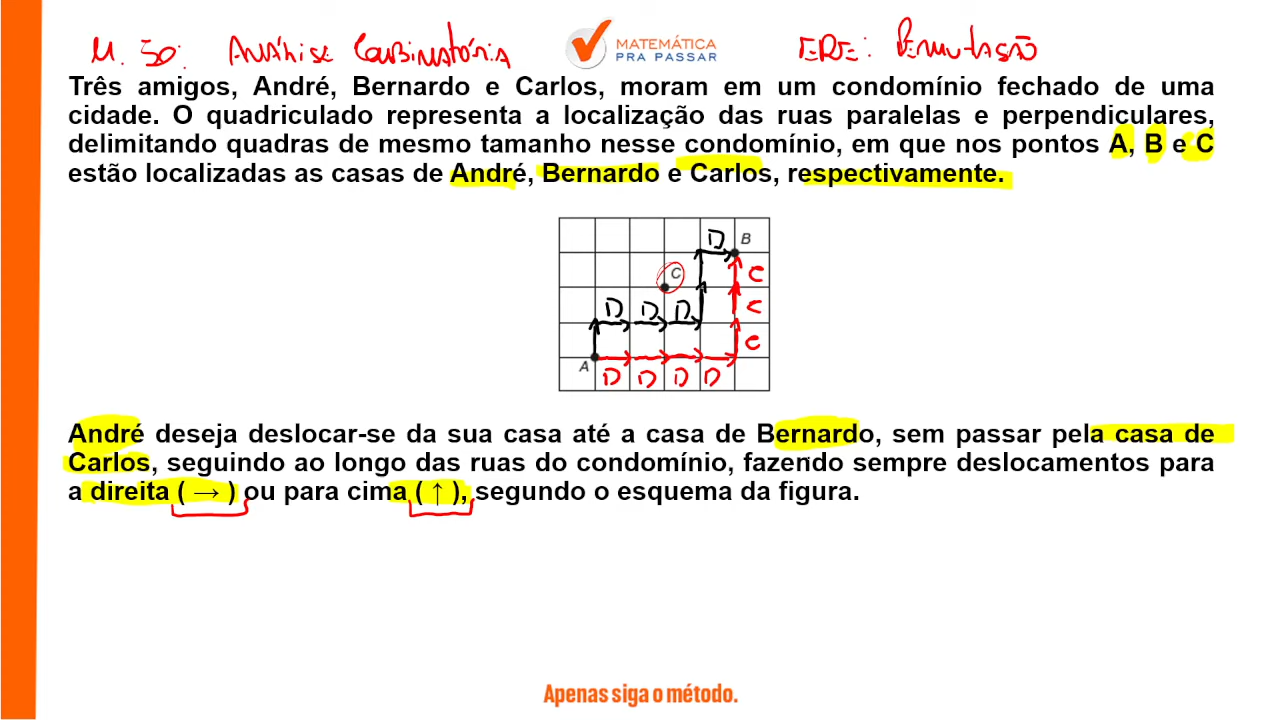 M. 30: Análise Combinatória
MATEMÁTICA
PRA PASSAR
ERE: Permutação
Três amigos, André, Bernardo e Carlos, moram em um condomínio fechado de uma
cidade. O quadriculado representa a localização das ruas paralelas e perpendiculares,
delimitando quadras de mesmo tamanho nesse condomínio, em que nos pontos A, B e C
estão localizadas as casas de André, Bernardo e Carlos, respectivamente.
D B
C C
D D D C
C
A
D D D D
André deseja deslocar-se da sua casa até a casa de Bernardo, sem passar pela casa de
Carlos, seguindo ao longo das ruas do condomínio, fazendo sempre deslocamentos para
a direita ( → ) ou para cima ( ↑ ), segundo o esquema da figura.
Apenas siga o método.